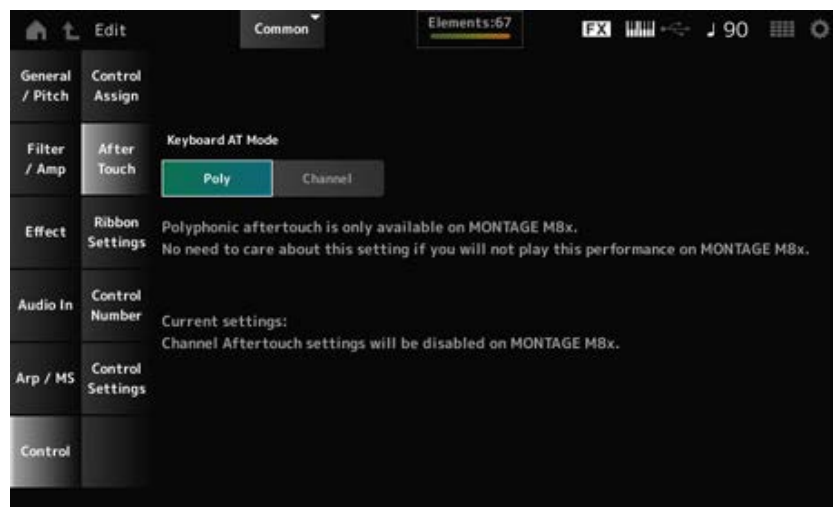 Edit
Common
Elements:67
FX
♩ 90
General
/ Pitch
Control
Assign
Filter
/ Amp
After
Touch
Keyboard AT Mode
Poly
Channel
Effect
Ribbon
Settings
Polyphonic aftertouch is only available on MONTAGE M8x.
No need to care about this setting if you will not play this performance on MONTAGE M8x.
Audio In
Control
Number
Current settings:
Channel Aftertouch settings will be disabled on MONTAGE M8x.
Arp / MS
Control
Settings
Control